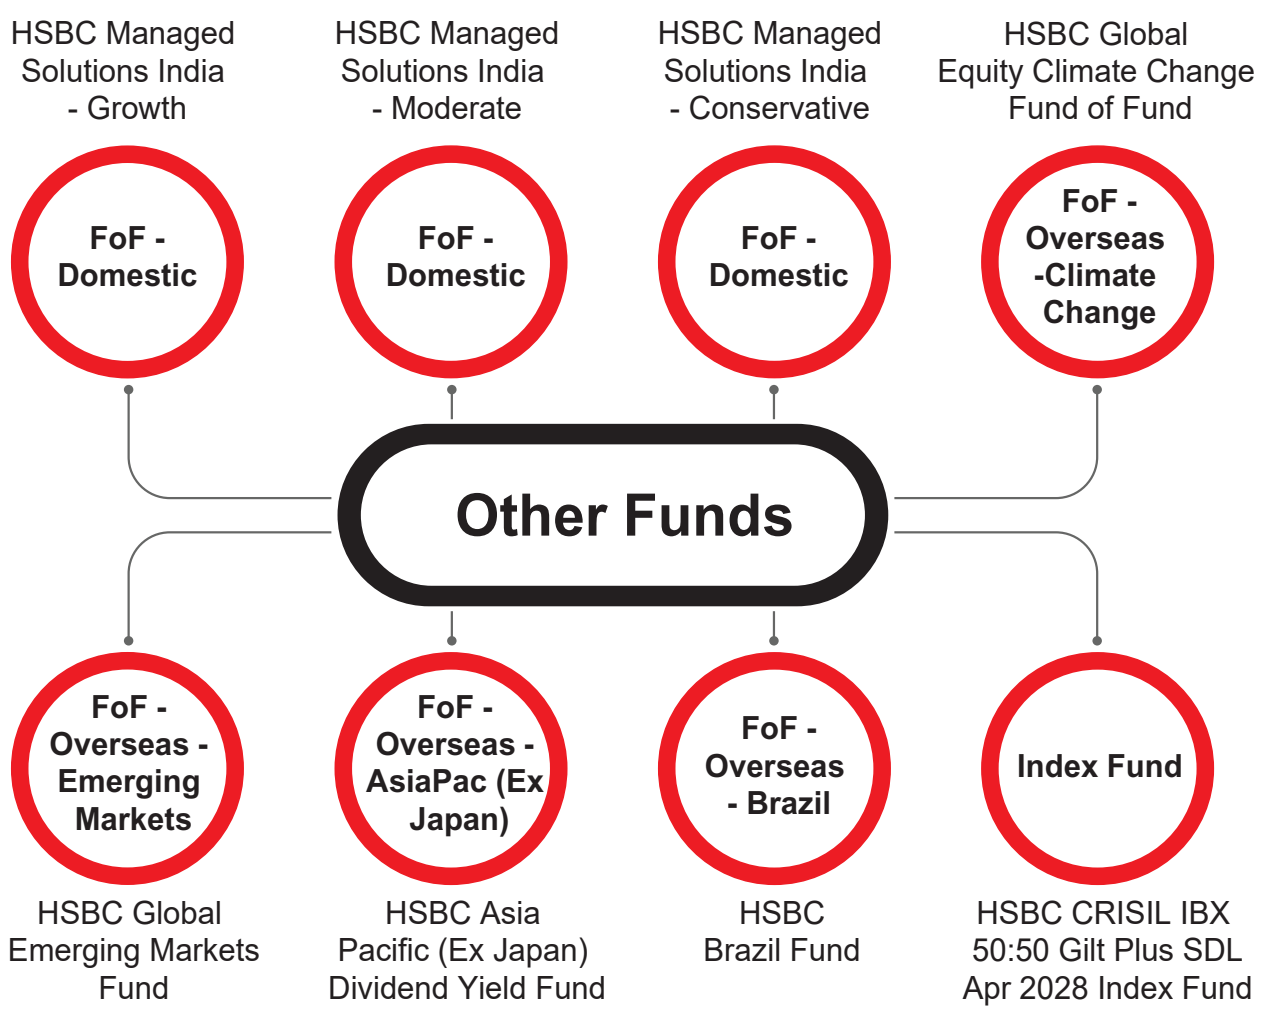 HSBC Managed
Solutions India
- Growth
HSBC Managed
Solutions India
- Moderate
HSBC Managed
Solutions India
- Conservative
HSBC Global
Equity Climate Change
Fund of Fund
FoF -
Domestic
FoF -
Domestic
FoF -
Domestic
FoF -
Overseas
-Climate
Change
Other Funds
FoF -
Overseas -
Emerging
Markets
FoF -
Overseas -
AsiaPac (Ex
Japan)
FoF -
Overseas
- Brazil
Index Fund
HSBC Global
Emerging Markets
Fund
HSBC Asia
Pacific (Ex Japan)
Dividend Yield Fund
HSBC
Brazil Fund
HSBC CRISIL IBX
50:50 Gilt Plus SDL
Apr 2028 Index Fund